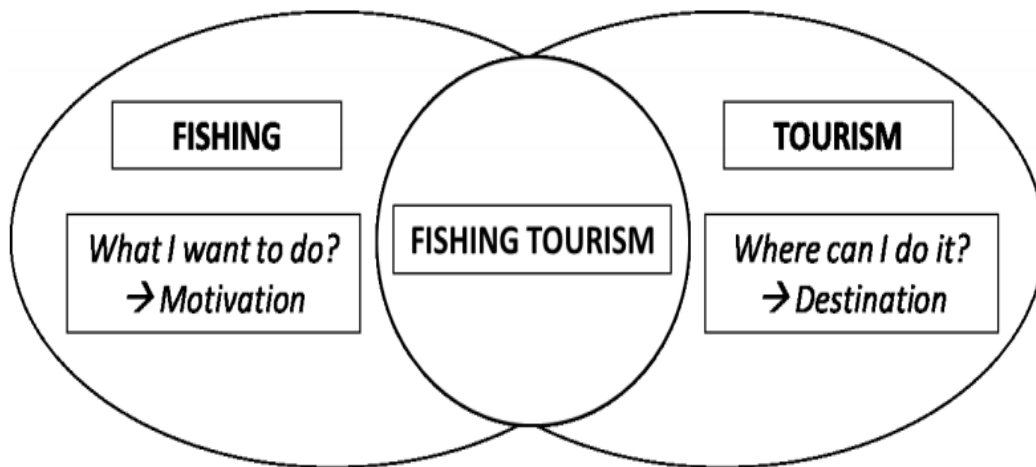 FISHING
What I want to do?
→ Motivation
FISHING TOURISM
TOURISM
Where can I do it?
→ Destination